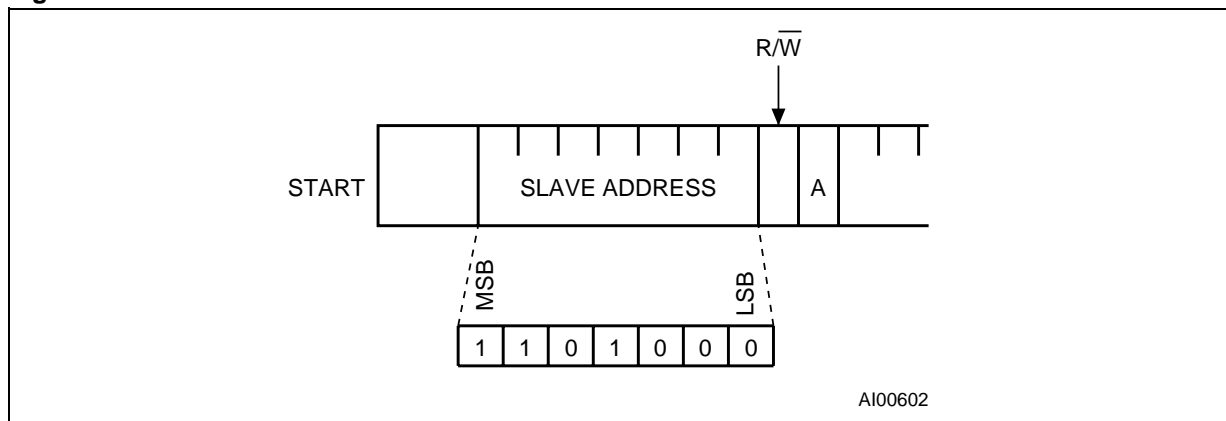 R/W̅
START
SLAVE ADDRESS
A
MSB
LSB
1 1 0 1 0 0 0
AI00602